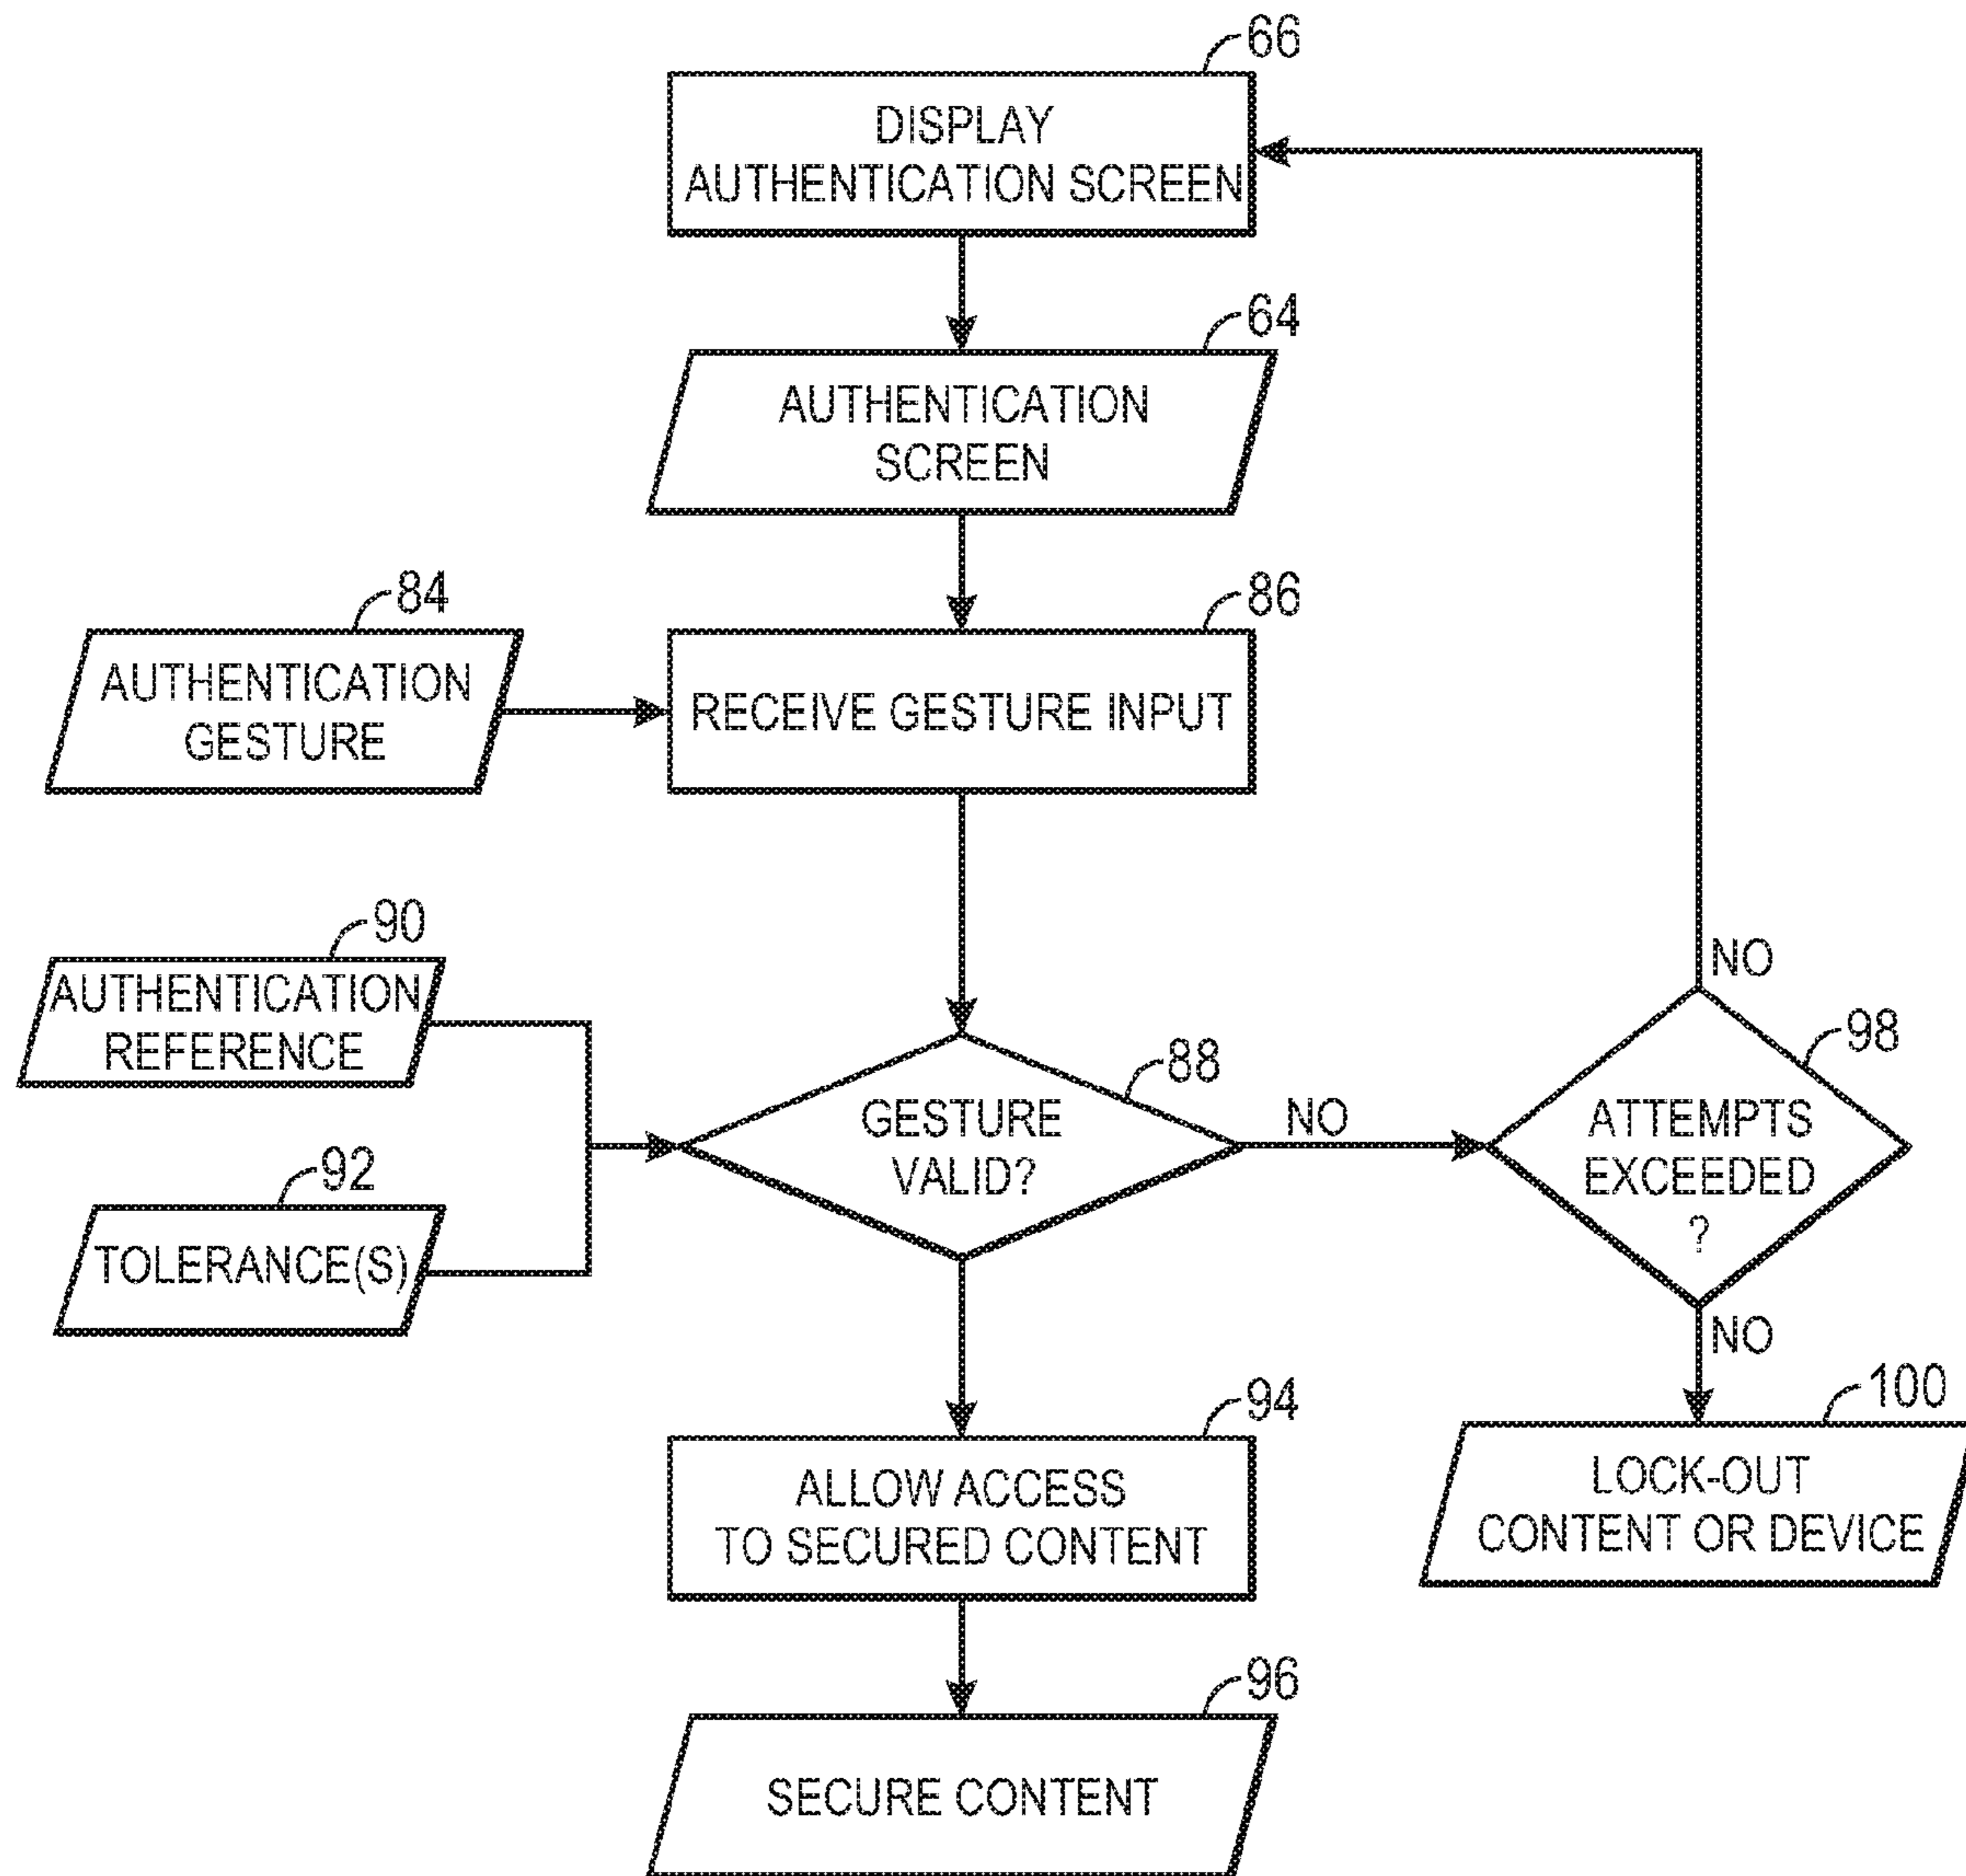 66
DISPLAY
AUTHENTICATION SCREEN
64
AUTHENTICATION
SCREEN
84
AUTHENTICATION
GESTURE
86
RECEIVE GESTURE INPUT
90
AUTHENTICATION
REFERENCE
92
TOLERANCE(S)
88
GESTURE
VALID?
NO
NO
98
ATTEMPTS
EXCEEDED
?
NO
94
ALLOW ACCESS
TO SECURED CONTENT
100
LOCK-OUT
CONTENT OR DEVICE
96
SECURE CONTENT